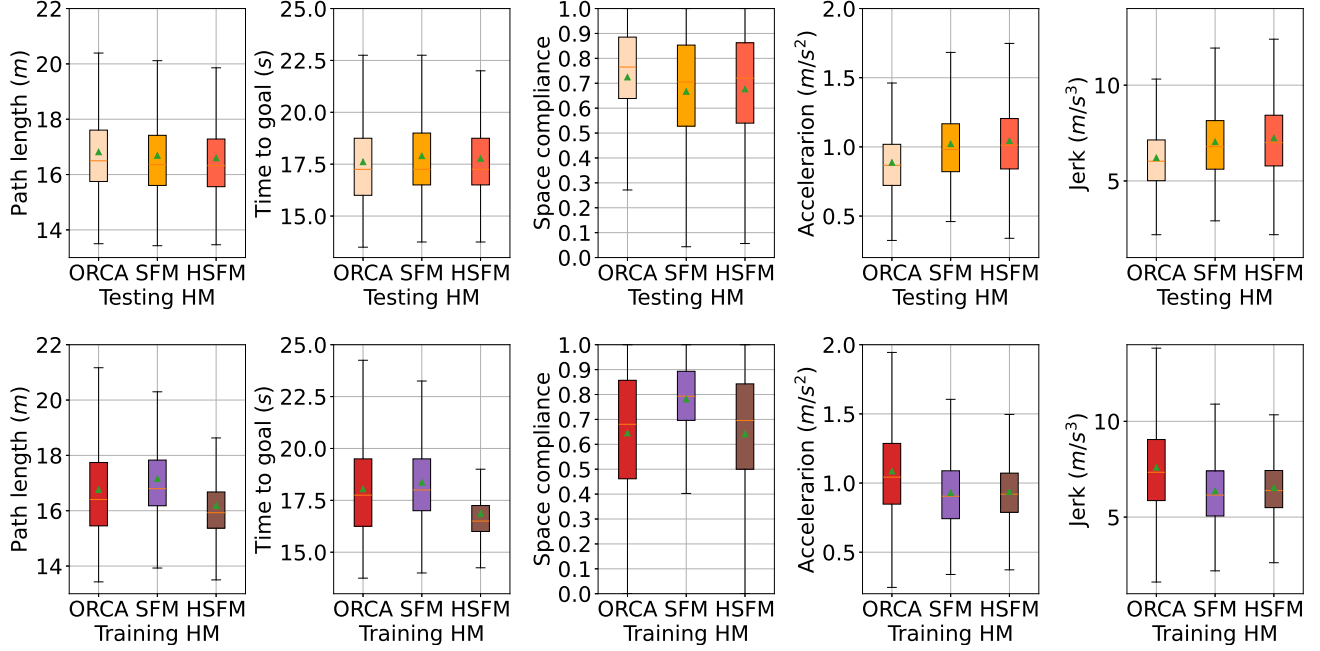 Path length (m)
22
20
18
16
14
ORCA SFM HSFM
Testing HM
Time to goal (s)
25.0
22.5
20.0
17.5
15.0
ORCA SFM HSFM
Testing HM
Space compliance
1.0
0.9
0.8
0.7
0.6
0.5
0.4
0.3
0.2
0.1
0.0
ORCA SFM HSFM
Testing HM
Accelerarion (m/s²)
2.0
1.5
1.0
0.5
ORCA SFM HSFM
Testing HM
Jerk (m/s³)
10
5
ORCA SFM HSFM
Testing HM
Path length (m)
22
20
18
16
14
ORCA SFM HSFM
Training HM
Time to goal (s)
25.0
22.5
20.0
17.5
15.0
ORCA SFM HSFM
Training HM
Space compliance
1.0
0.9
0.8
0.7
0.6
0.5
0.4
0.3
0.2
0.1
0.0
ORCA SFM HSFM
Training HM
Accelerarion (m/s²)
2.0
1.5
1.0
0.5
ORCA SFM HSFM
Training HM
Jerk (m/s³)
10
5
ORCA SFM HSFM
Training HM